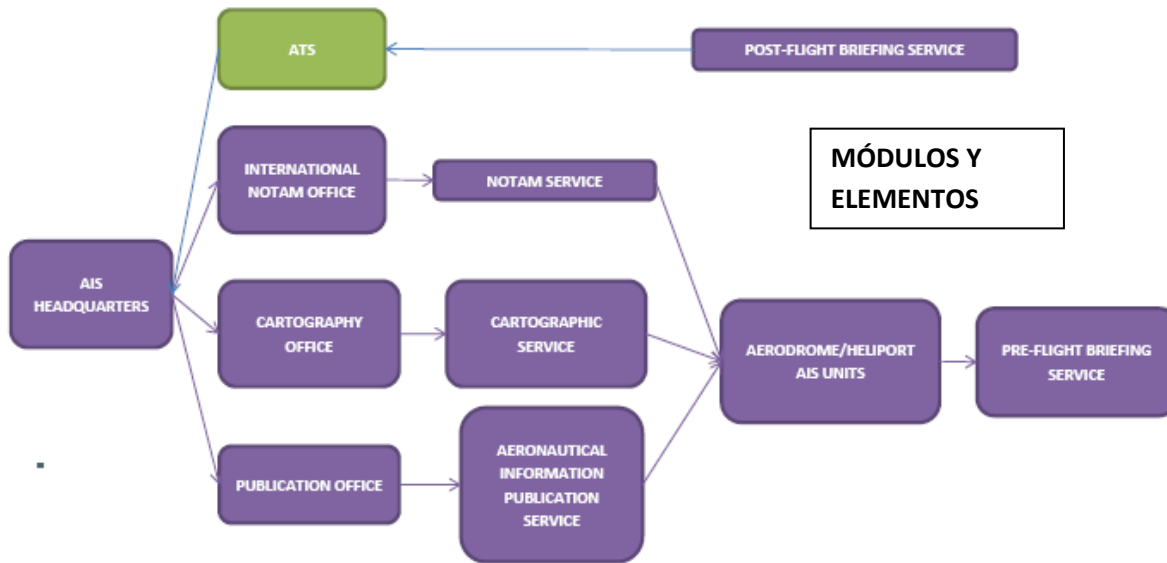 ATS
POST-FLIGHT BRIEFING SERVICE
MÓDULOS Y
ELEMENTOS
INTERNATIONAL
NOTAM OFFICE
NOTAM SERVICE
AIS
HEADQUARTERS
CARTOGRAPHY
OFFICE
CARTOGRAPHIC
SERVICE
AERODROME/HELIPORT
AIS UNITS
PRE-FLIGHT BRIEFING
SERVICE
PUBLICATION OFFICE
AERONAUTICAL
INFORMATION
PUBLICATION
SERVICE